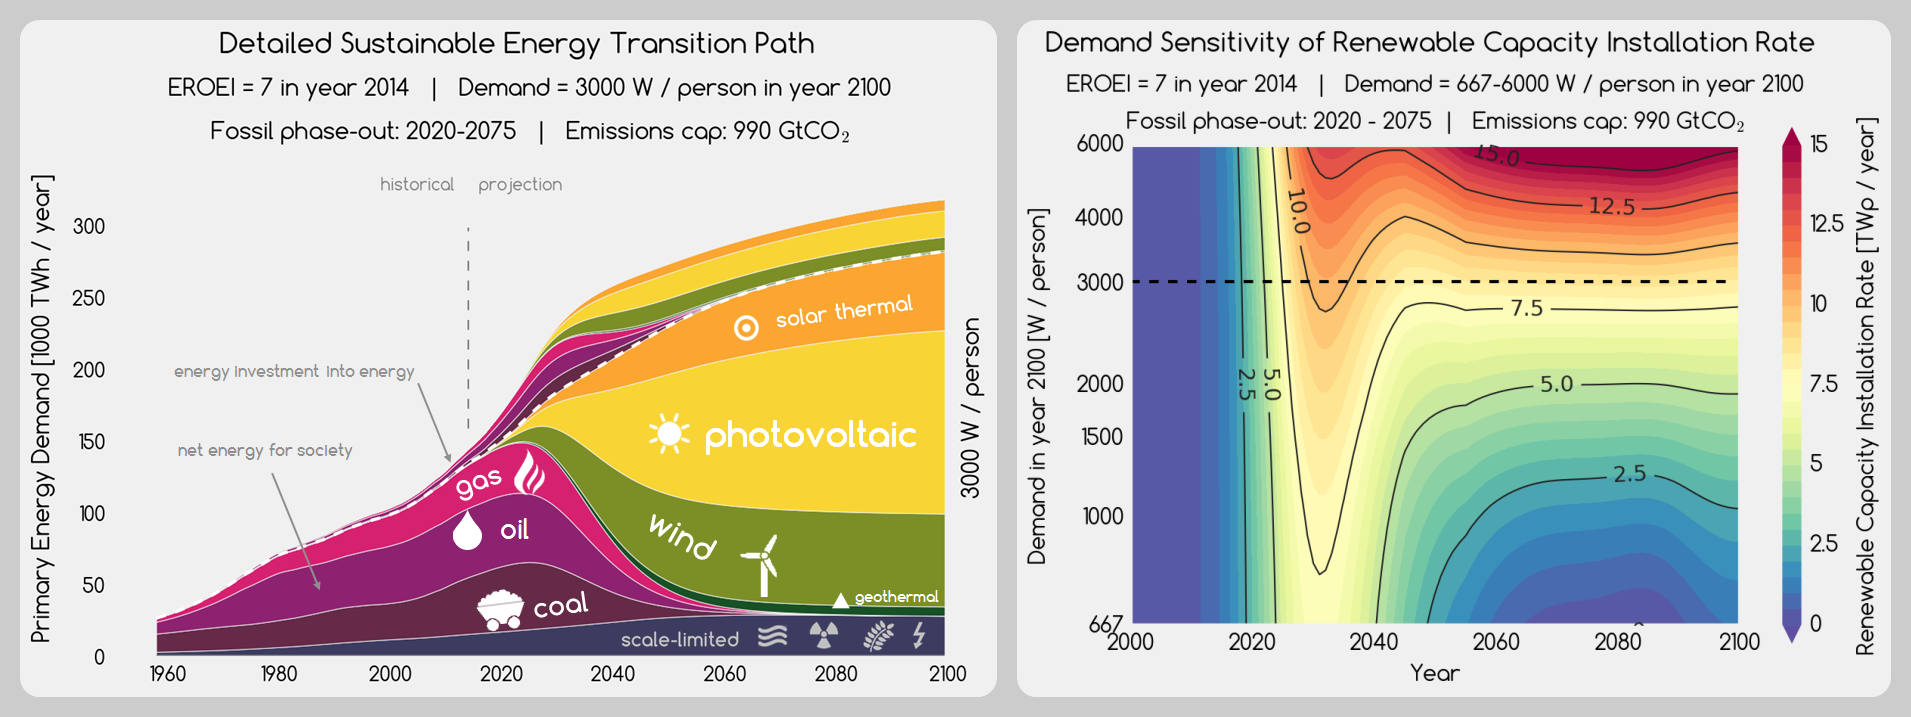 Detailed Sustainable Energy Transition Path
EROEI = 7 in year 2014 | Demand = 3000 W / person in year 2100
Fossil phase-out: 2020-2075 | Emissions cap: 990 GtCO₂
historical projection
Primary Energy Demand [1000 TWh / year]
300
250
200
150
100
50
0
energy investment into energy
net energy for society
solar thermal
photovoltaic
gas
oil
wind
coal
geothermal
scale-limited
3000 W / person
1960 1980 2000 2020 2040 2060 2080 2100
Demand Sensitivity of Renewable Capacity Installation Rate
EROEI = 7 in year 2014 | Demand = 667-6000 W / person in year 2100
Fossil phase-out: 2020 - 2075 | Emissions cap: 990 GtCO₂
Demand in year 2100 [W / person]
6000
4000
3000
2000
1500
1000
667
15.0
10.0
12.5
7.5
2.5
5.0
5.0
2.5
2000 2020 2040 2060 2080 2100
Year
15
12.5
10
7.5
5
2.5
0
Renewable Capacity Installation Rate [TWp / year]